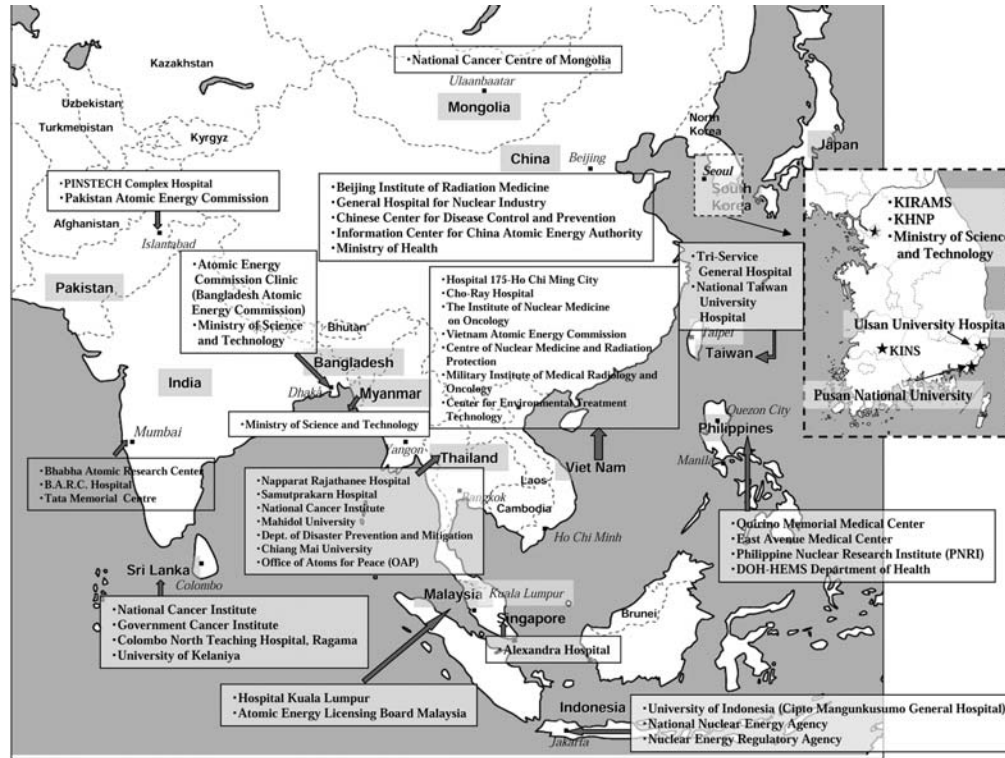 Kazakhstan
Uzbekistan
Turkmenistan
Kyrgyz
Afghanistan
・National Cancer Centre of Mongolia
Ulaanbaatar
Mongolia
North
Korea
Japan
China
Beijing
Seoul
South
Korea
・PINSTECH Complex Hospital
・Pakistan Atomic Energy Commission
Islamabad
Pakistan
・Beijing Institute of Radiation Medicine
・General Hospital for Nuclear Industry
・Chinese Center for Disease Control and Prevention
・Information Center for China Atomic Energy Authority
・Ministry of Health
・KIRAMS
・KHNP
・Ministry of Science
and Technology
Ulsan University Hospital
KINS
Pusan National University
・Atomic Energy
Commission Clinic
(Bangladesh Atomic
Energy Commission)
・Ministry of Science
and Technology
Bhutan
Bangladesh
Dhaka
India
Myanmar
・Hospital 175-Ho Chi Ming City
・Cho-Ray Hospital
・The Institute of Nuclear Medicine
on Oncology
・Vietnam Atomic Energy Commission
・Centre of Nuclear Medicine and Radiation
Protection
・Military Institute of Medical Radiology and
Oncology
・Center for Environmental Treatment
Technology
・Tri-Service
General Hospital
・National Taiwan
University
Hospital
Taipei
Taiwan
・Ministry of Science and Technology
Yangon
Mumbai
・Bhabha Atomic Research Center
・B.A.R.C. Hospital
・Tata Memorial Centre
Thailand
Bangkok
・Napparat Rajathanee Hospital
・Samutprakarn Hospital
・National Cancer Institute
・Mahidol University
・Dept. of Disaster Prevention and Mitigation
・Chiang Mai University
・Office of Atoms for Peace (OAP)
Viet Nam
Laos
Cambodia
Ho Chi Minh
Quezon City
Philippines
Manila
・Quirino Memorial Medical Center
・East Avenue Medical Center
・Philippine Nuclear Research Institute (PNRI)
・DOH-HEMS Department of Health
Sri Lanka
Colombo
・National Cancer Institute
・Government Cancer Institute
・Colombo North Teaching Hospital, Ragama
・University of Kelaniya
Malaysia
Kuala Lumpur
Singapore
・Alexandra Hospital
Brunei
・Hospital Kuala Lumpur
・Atomic Energy Licensing Board Malaysia
Indonesia
Jakarta
・University of Indonesia (Cipto Mangunkusumo General Hospital)
・National Nuclear Energy Agency
・Nuclear Energy Regulatory Agency